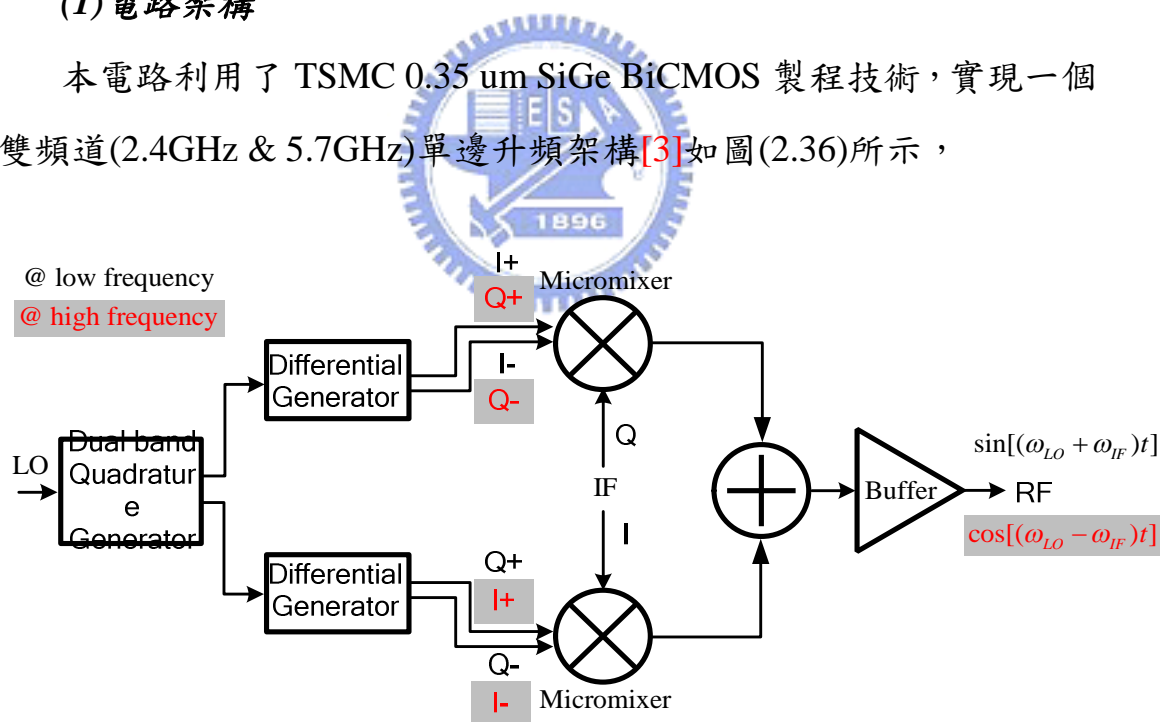 (1)電路架構
本電路利用了 TSMC 0.35 um SiGe BiCMOS 製程技術，實現一個
雙頻道(2.4GHz & 5.7GHz)單邊升頻架構[3]如圖(2.36)所示，
ESA
1896
@ low frequency
@ high frequency
I+
Q+
Micromixer
Differential
Generator
I-
Q-
LO
Dual band
Quadratur
e
Generator
Q
IF
I
Buffer
sin[(ω_LO + ω_IF)t]
RF
cos[(ω_LO − ω_IF)t]
Differential
Generator
Q+
I+
Q-
I-
Micromixer